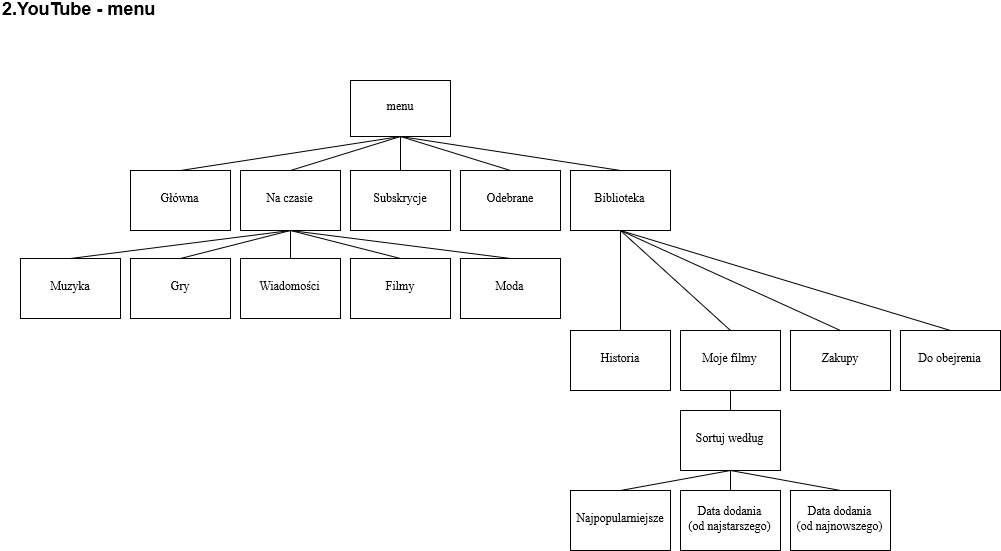 2.YouTube - menu
menu
Główna
Na czasie
Subskrycje
Odebrane
Biblioteka
Muzyka
Gry
Wiadomości
Filmy
Moda
Historia
Moje filmy
Zakupy
Do obejrenia
Sortuj według
Najpopularniejsze
Data dodania
(od najstarszego)
Data dodania
(od najnowszego)